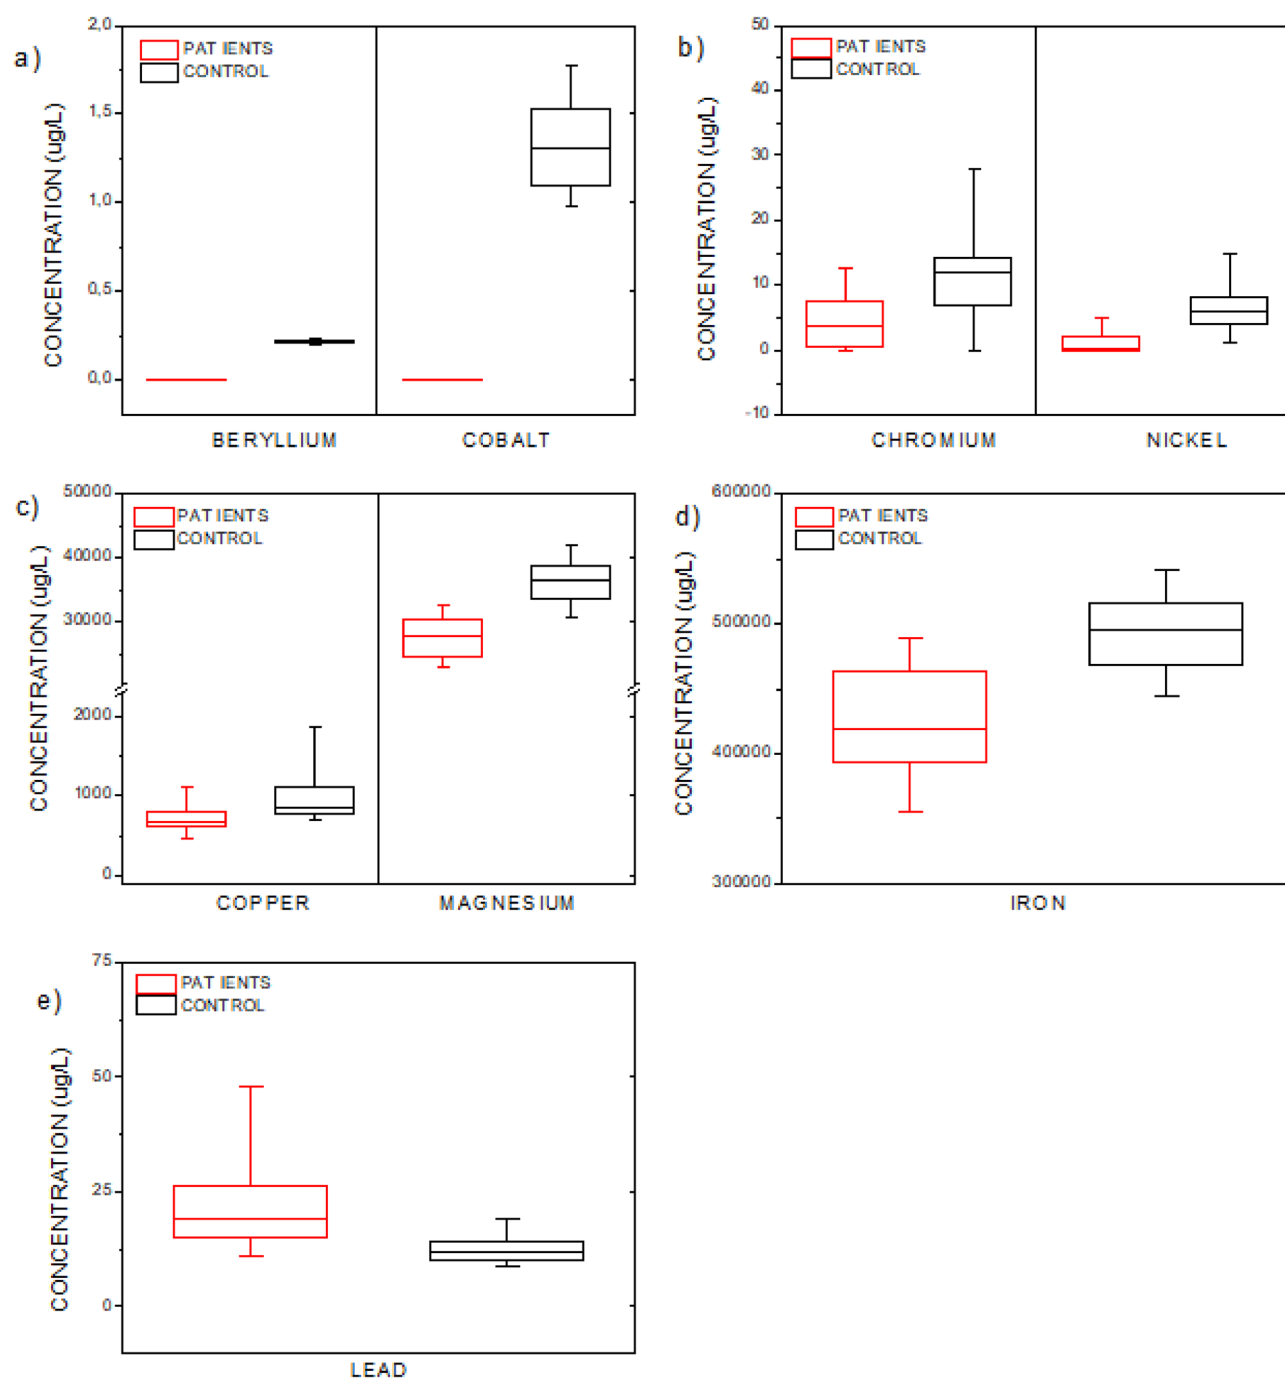 a)
PAT IENTS
CONTROL
CONCENTRATION (ug/L)
2,0
1,5
1,0
0,5
0,0
BERYLLIUM
COBALT
b)
PAT IENTS
CONTROL
CONCENTRATION (ug/L)
50
40
30
20
10
0
-10
CHROMIUM
NICKEL
c)
PAT IENTS
CONTROL
CONCENTRATION (ug/L)
50000
40000
30000
2000
1000
0
COPPER
MAGNESIUM
d)
PAT IENTS
CONTROL
CONCENTRATION (ug/L)
600000
500000
400000
300000
IRON
e)
PAT IENTS
CONTROL
CONCENTRATION (ug/L)
75
50
25
0
LEAD